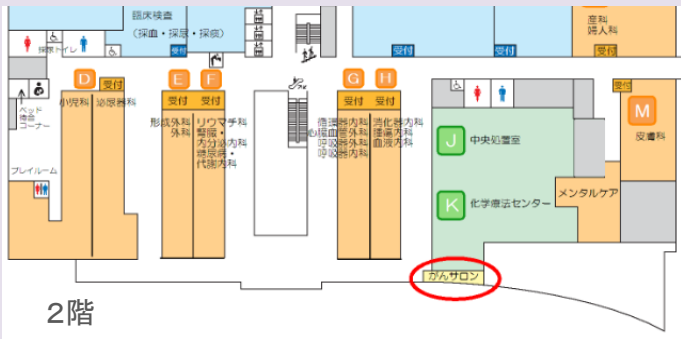 臨床検査
(採血・採尿・採痰)
産科
婦人科
採尿トイレ
受付
受付
受付
D
受付
E
F
G
H
受付
M
受付
受付
受付
受付
小児科
泌尿器科
形成外科
外科
リウマチ科
腎臓・
内分泌内科
糖尿病・
代謝内科
循環器内科
心臓血管外科
呼吸器外科
呼吸器内科
消化器内科
腫瘍内科
血液内科
ベッド
コーナー
J
中央処置室
皮膚科
プレイルーム
K
化学療法センター
メンタルケア
がんサロン
2階